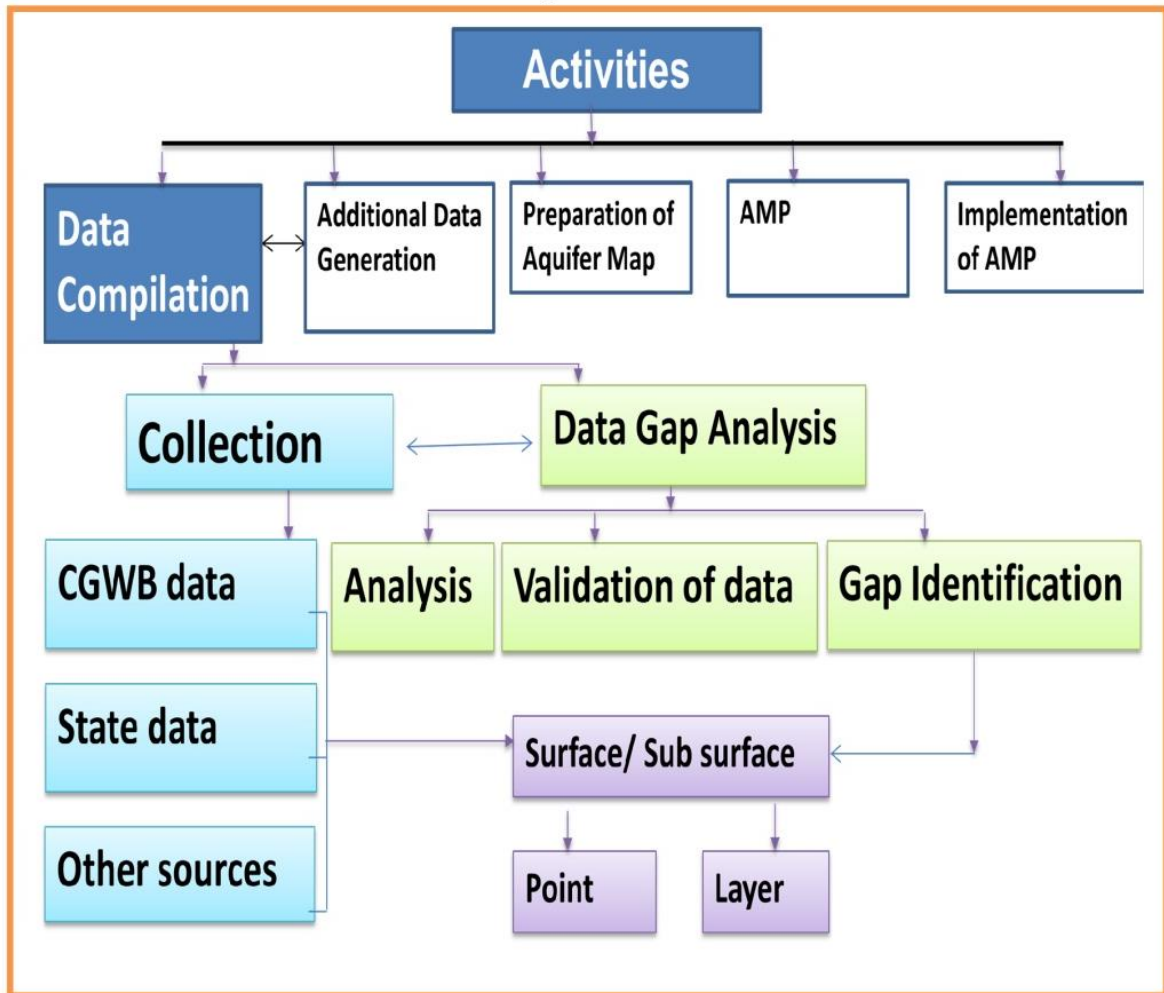 Activities
Data
Compilation
Additional Data
Generation
Preparation of
Aquifer Map
AMP
Implementation
of AMP
Collection
Data Gap Analysis
CGWB data
Analysis
Validation of data
Gap Identification
State data
Surface/ Sub surface
Other sources
Point
Layer